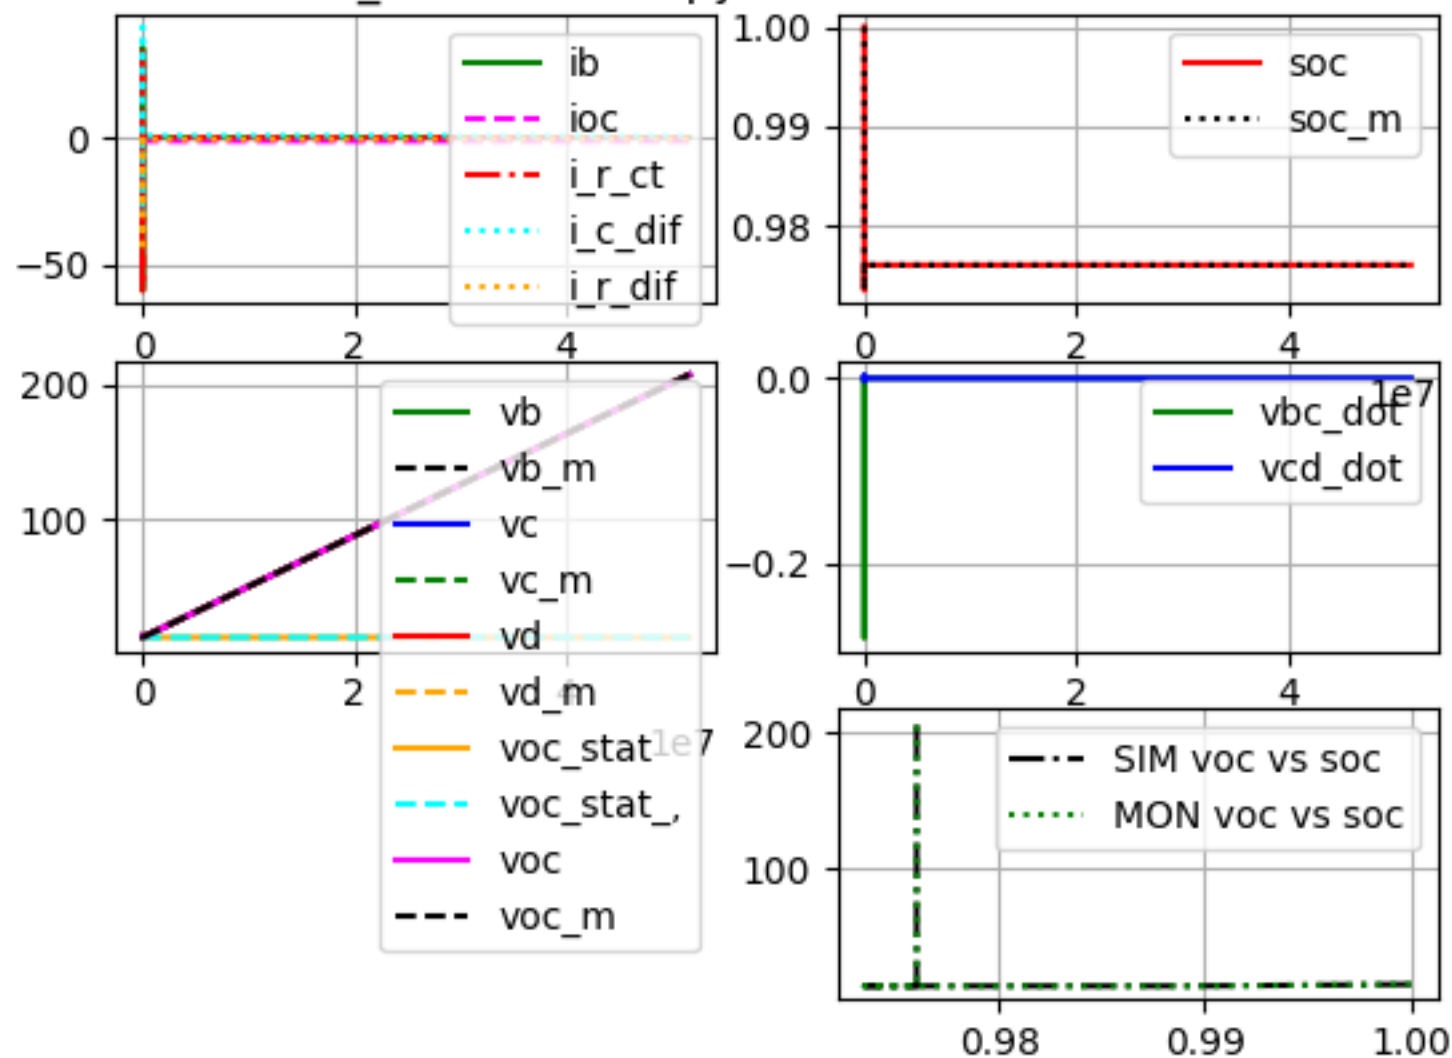 0
−50
0
2
4
ib
ioc
i_r_ct
i_c_dif
i_r_dif
1.00
0.99
0.98
0
2
4
1e7
soc
soc_m
200
100
0
2
4
1e7
vb
vb_m
vc
vc_m
vd
vd_m
voc_stat
voc_stat_,
voc
voc_m
0.0
−0.2
0
2
4
vbc_dot
vcd_dot
200
100
0.98
0.99
1.00
SIM voc vs soc
MON voc vs soc